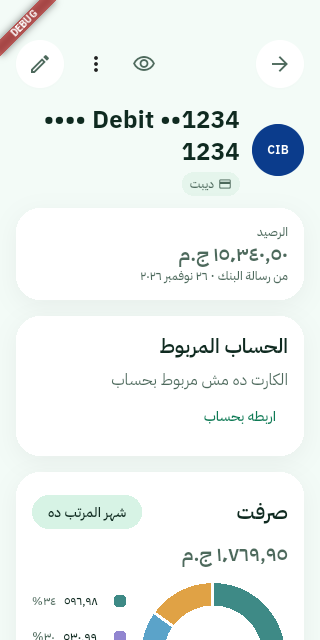 DEBUG
•••• Debit ••1234
1234
CIB
ديبت
الرصيد
١٥,٣٤٠,٥٠ ج.م
من رسالة البنك • ٢٦ نوفمبر ٢٠٢٦
الحساب المربوط
الكارت ده مش مربوط بحساب
اربطه بحساب
صرفت
شهر المرتب ده
١,٧٦٩,٩٥ ج.م
٥٩٦,٩٨ ٣٤%
٥٣٠,٩٩ ٣٠%